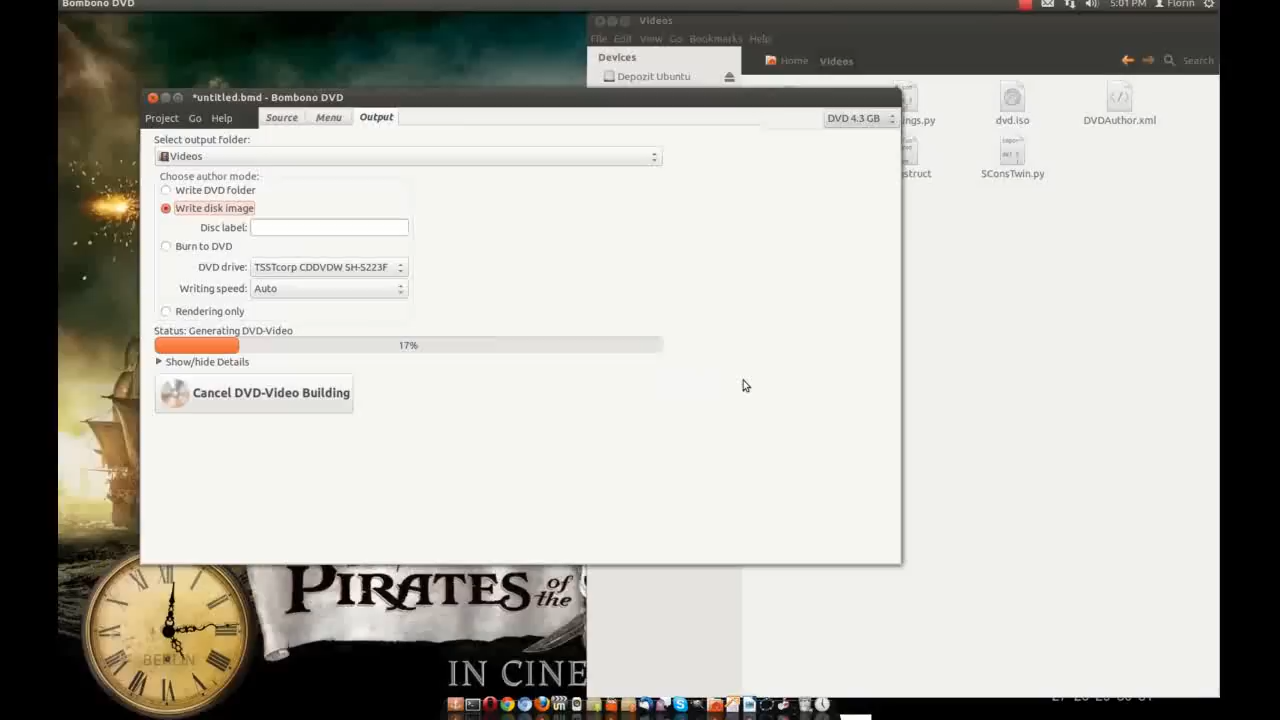 Bombono DVD
5:01 PM
Florin
Videos
File Edit View Go Bookmarks Help
Devices
Home
Videos
Search
Depozit Ubuntu
*untitled.bmd - Bombono DVD
dvd.iso
DVDAuthor.xml
Project Go Help
Source
Menu
Output
DVD 4.3 GB
Select output folder:
Videos
SConsTwin.py
Choose author mode:
Write DVD folder
Write disk image
Disc label:
Burn to DVD
DVD drive:
TSSTcorp CDDVDW SH-S223F
Writing speed:
Auto
Rendering only
Status: Generating DVD-Video
17%
Show/hide Details
Cancel DVD-Video Building
PIRATES of the
BERLIN
IN CINE